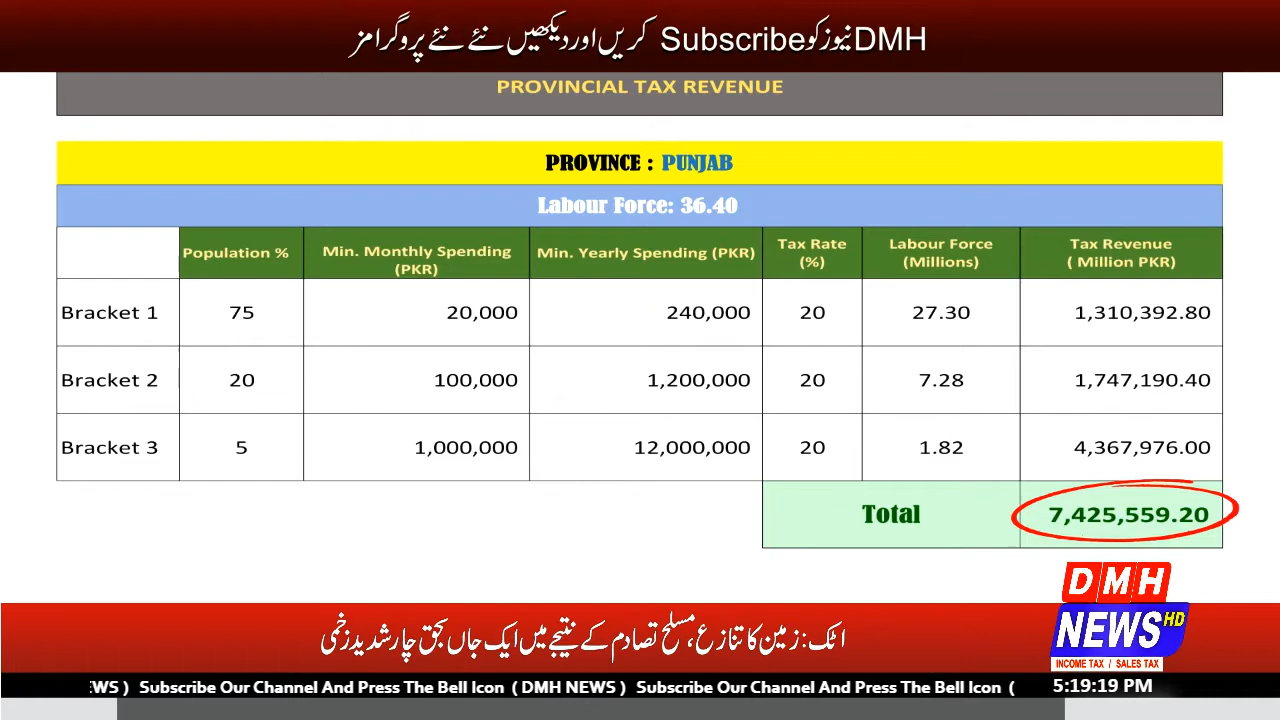 DMHنیوزکو Subscribe کریں اور دیکھیں نئے نئے پروگرامز
PROVINCIAL TAX REVENUE
PROVINCE : PUNJAB
Labour Force: 36.40
Population % Min. Monthly Spending (PKR) Min. Yearly Spending (PKR) Tax Rate (%) Labour Force (Millions) Tax Revenue ( Million PKR)
Bracket 1 75 20,000 240,000 20 27.30 1,310,392.80
Bracket 2 20 100,000 1,200,000 20 7.28 1,747,190.40
Bracket 3 5 1,000,000 12,000,000 20 1.82 4,367,976.00
Total 7,425,559.20
DMH
NEWS HD
INCOME TAX / SALES TAX
اٹک: زمین کا تنازع، مسلح تصادم کے نتیجے میں ایک جاں بحق چار شدید زخمی
EWS ) Subscribe Our Channel And Press The Bell Icon ( DMH NEWS ) Subscribe Our Channel And Press The Bell Icon (
5:19:19 PM